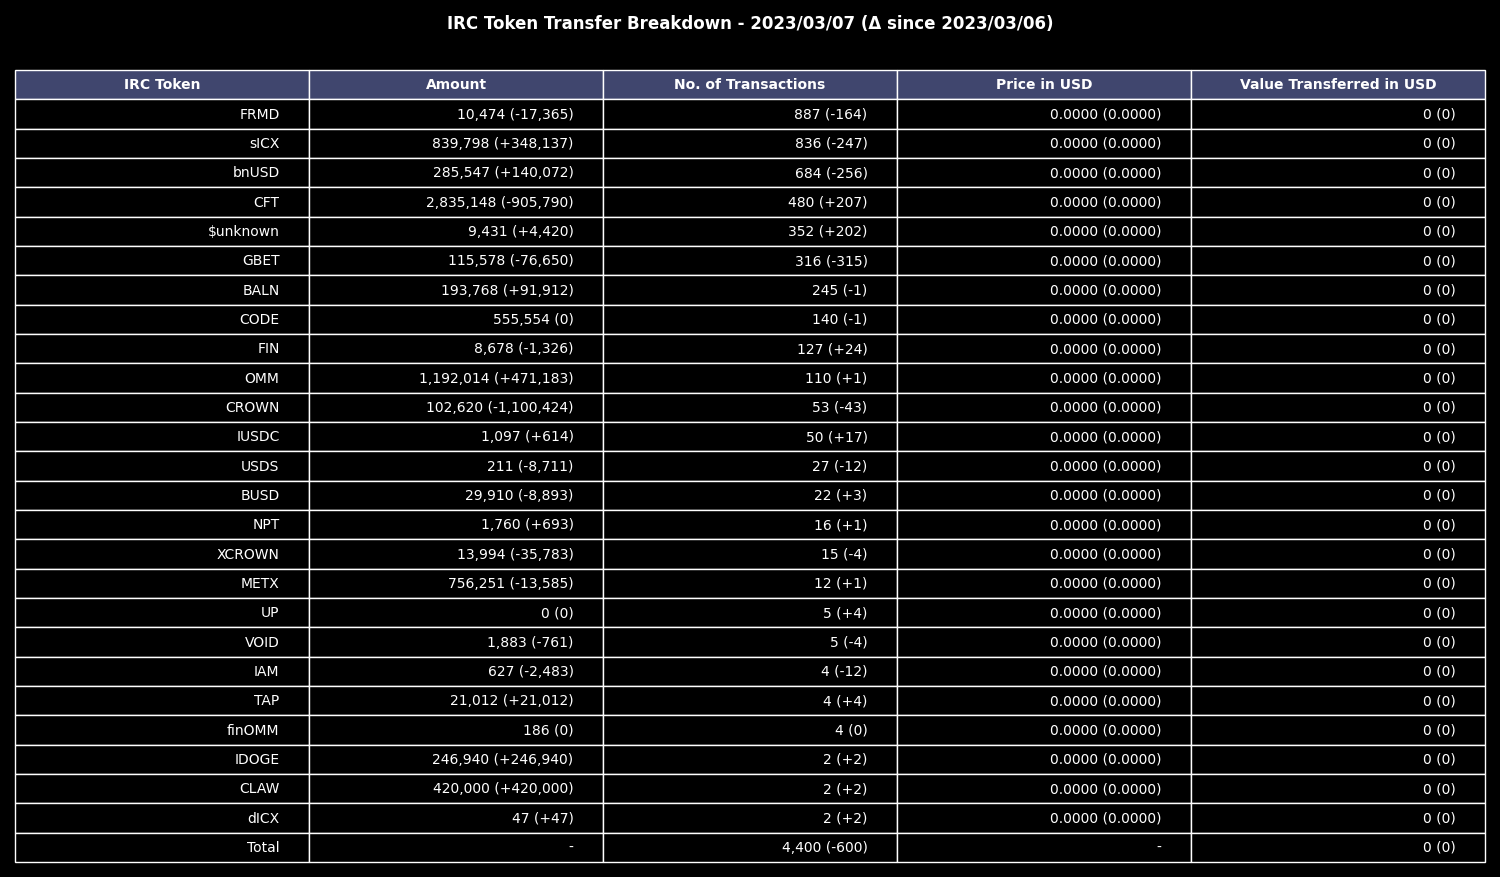 IRC Token Transfer Breakdown - 2023/03/07 (Δ since 2023/03/06)
IRC Token Amount No. of Transactions Price in USD Value Transferred in USD
FRMD 10,474 (-17,365) 887 (-164) 0.0000 (0.0000) 0 (0)
sICX 839,798 (+348,137) 836 (-247) 0.0000 (0.0000) 0 (0)
bnUSD 285,547 (+140,072) 684 (-256) 0.0000 (0.0000) 0 (0)
CFT 2,835,148 (-905,790) 480 (+207) 0.0000 (0.0000) 0 (0)
$unknown 9,431 (+4,420) 352 (+202) 0.0000 (0.0000) 0 (0)
GBET 115,578 (-76,650) 316 (-315) 0.0000 (0.0000) 0 (0)
BALN 193,768 (+91,912) 245 (-1) 0.0000 (0.0000) 0 (0)
CODE 555,554 (0) 140 (-1) 0.0000 (0.0000) 0 (0)
FIN 8,678 (-1,326) 127 (+24) 0.0000 (0.0000) 0 (0)
OMM 1,192,014 (+471,183) 110 (+1) 0.0000 (0.0000) 0 (0)
CROWN 102,620 (-1,100,424) 53 (-43) 0.0000 (0.0000) 0 (0)
IUSDC 1,097 (+614) 50 (+17) 0.0000 (0.0000) 0 (0)
USDS 211 (-8,711) 27 (-12) 0.0000 (0.0000) 0 (0)
BUSD 29,910 (-8,893) 22 (+3) 0.0000 (0.0000) 0 (0)
NPT 1,760 (+693) 16 (+1) 0.0000 (0.0000) 0 (0)
XCROWN 13,994 (-35,783) 15 (-4) 0.0000 (0.0000) 0 (0)
METX 756,251 (-13,585) 12 (+1) 0.0000 (0.0000) 0 (0)
UP 0 (0) 5 (+4) 0.0000 (0.0000) 0 (0)
VOID 1,883 (-761) 5 (-4) 0.0000 (0.0000) 0 (0)
IAM 627 (-2,483) 4 (-12) 0.0000 (0.0000) 0 (0)
TAP 21,012 (+21,012) 4 (+4) 0.0000 (0.0000) 0 (0)
finOMM 186 (0) 4 (0) 0.0000 (0.0000) 0 (0)
IDOGE 246,940 (+246,940) 2 (+2) 0.0000 (0.0000) 0 (0)
CLAW 420,000 (+420,000) 2 (+2) 0.0000 (0.0000) 0 (0)
dICX 47 (+47) 2 (+2) 0.0000 (0.0000) 0 (0)
Total - 4,400 (-600) - 0 (0)